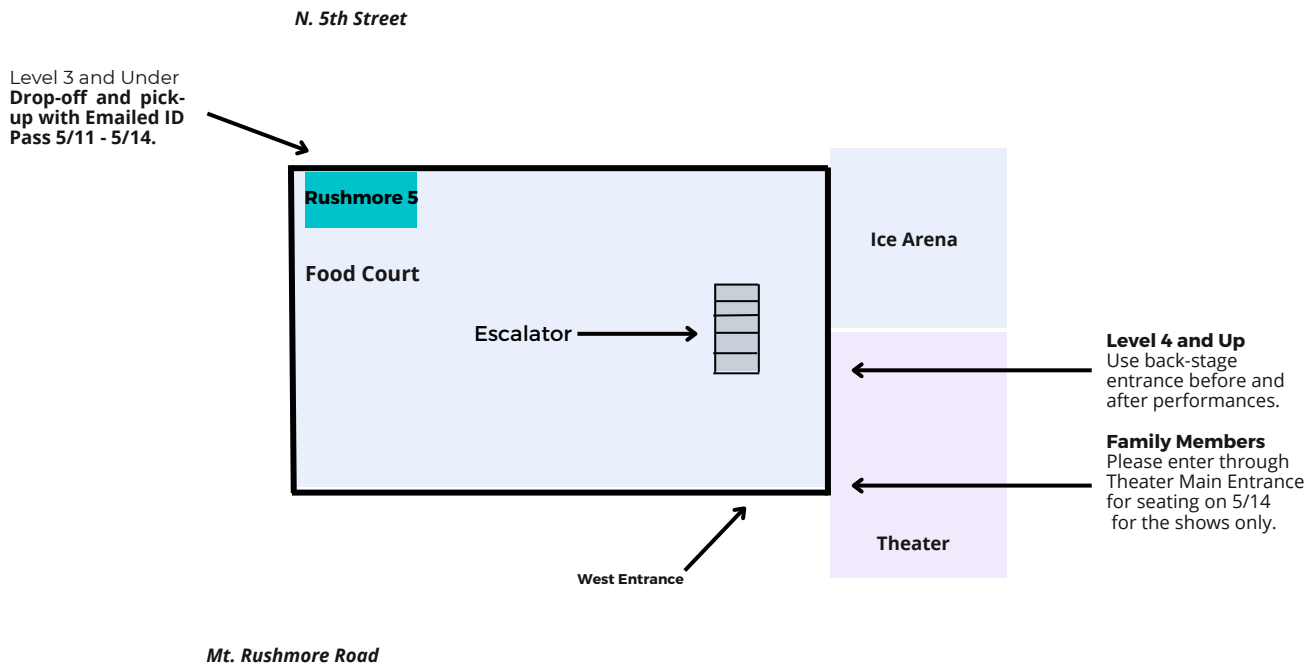 N. 5th Street
Level 3 and Under
Drop-off and pick-
up with Emailed ID
Pass 5/11 - 5/14.
Rushmore 5
Food Court
Ice Arena
Escalator
Level 4 and Up
Use back-stage
entrance before and
after performances.
Family Members
Please enter through
Theater Main Entrance
for seating on 5/14
for the shows only.
Theater
West Entrance
Mt. Rushmore Road